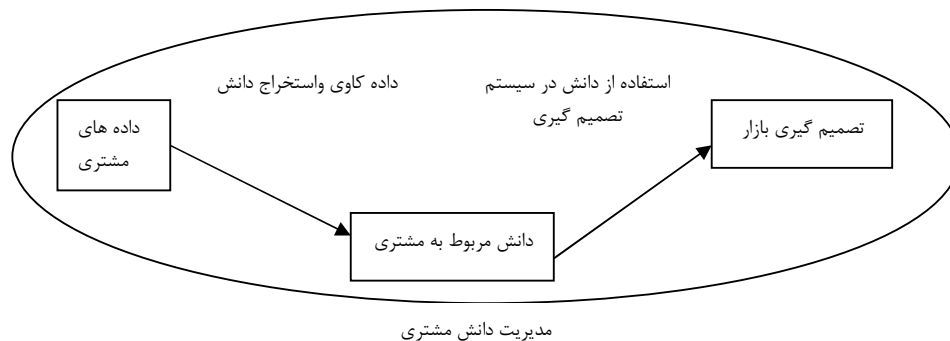 داده کاوی واستخراج دانش
استفاده از دانش در سیستم
تصمیم گیری
داده های
مشتری
تصمیم گیری بازار
دانش مربوط به مشتری
مدیریت دانش مشتری